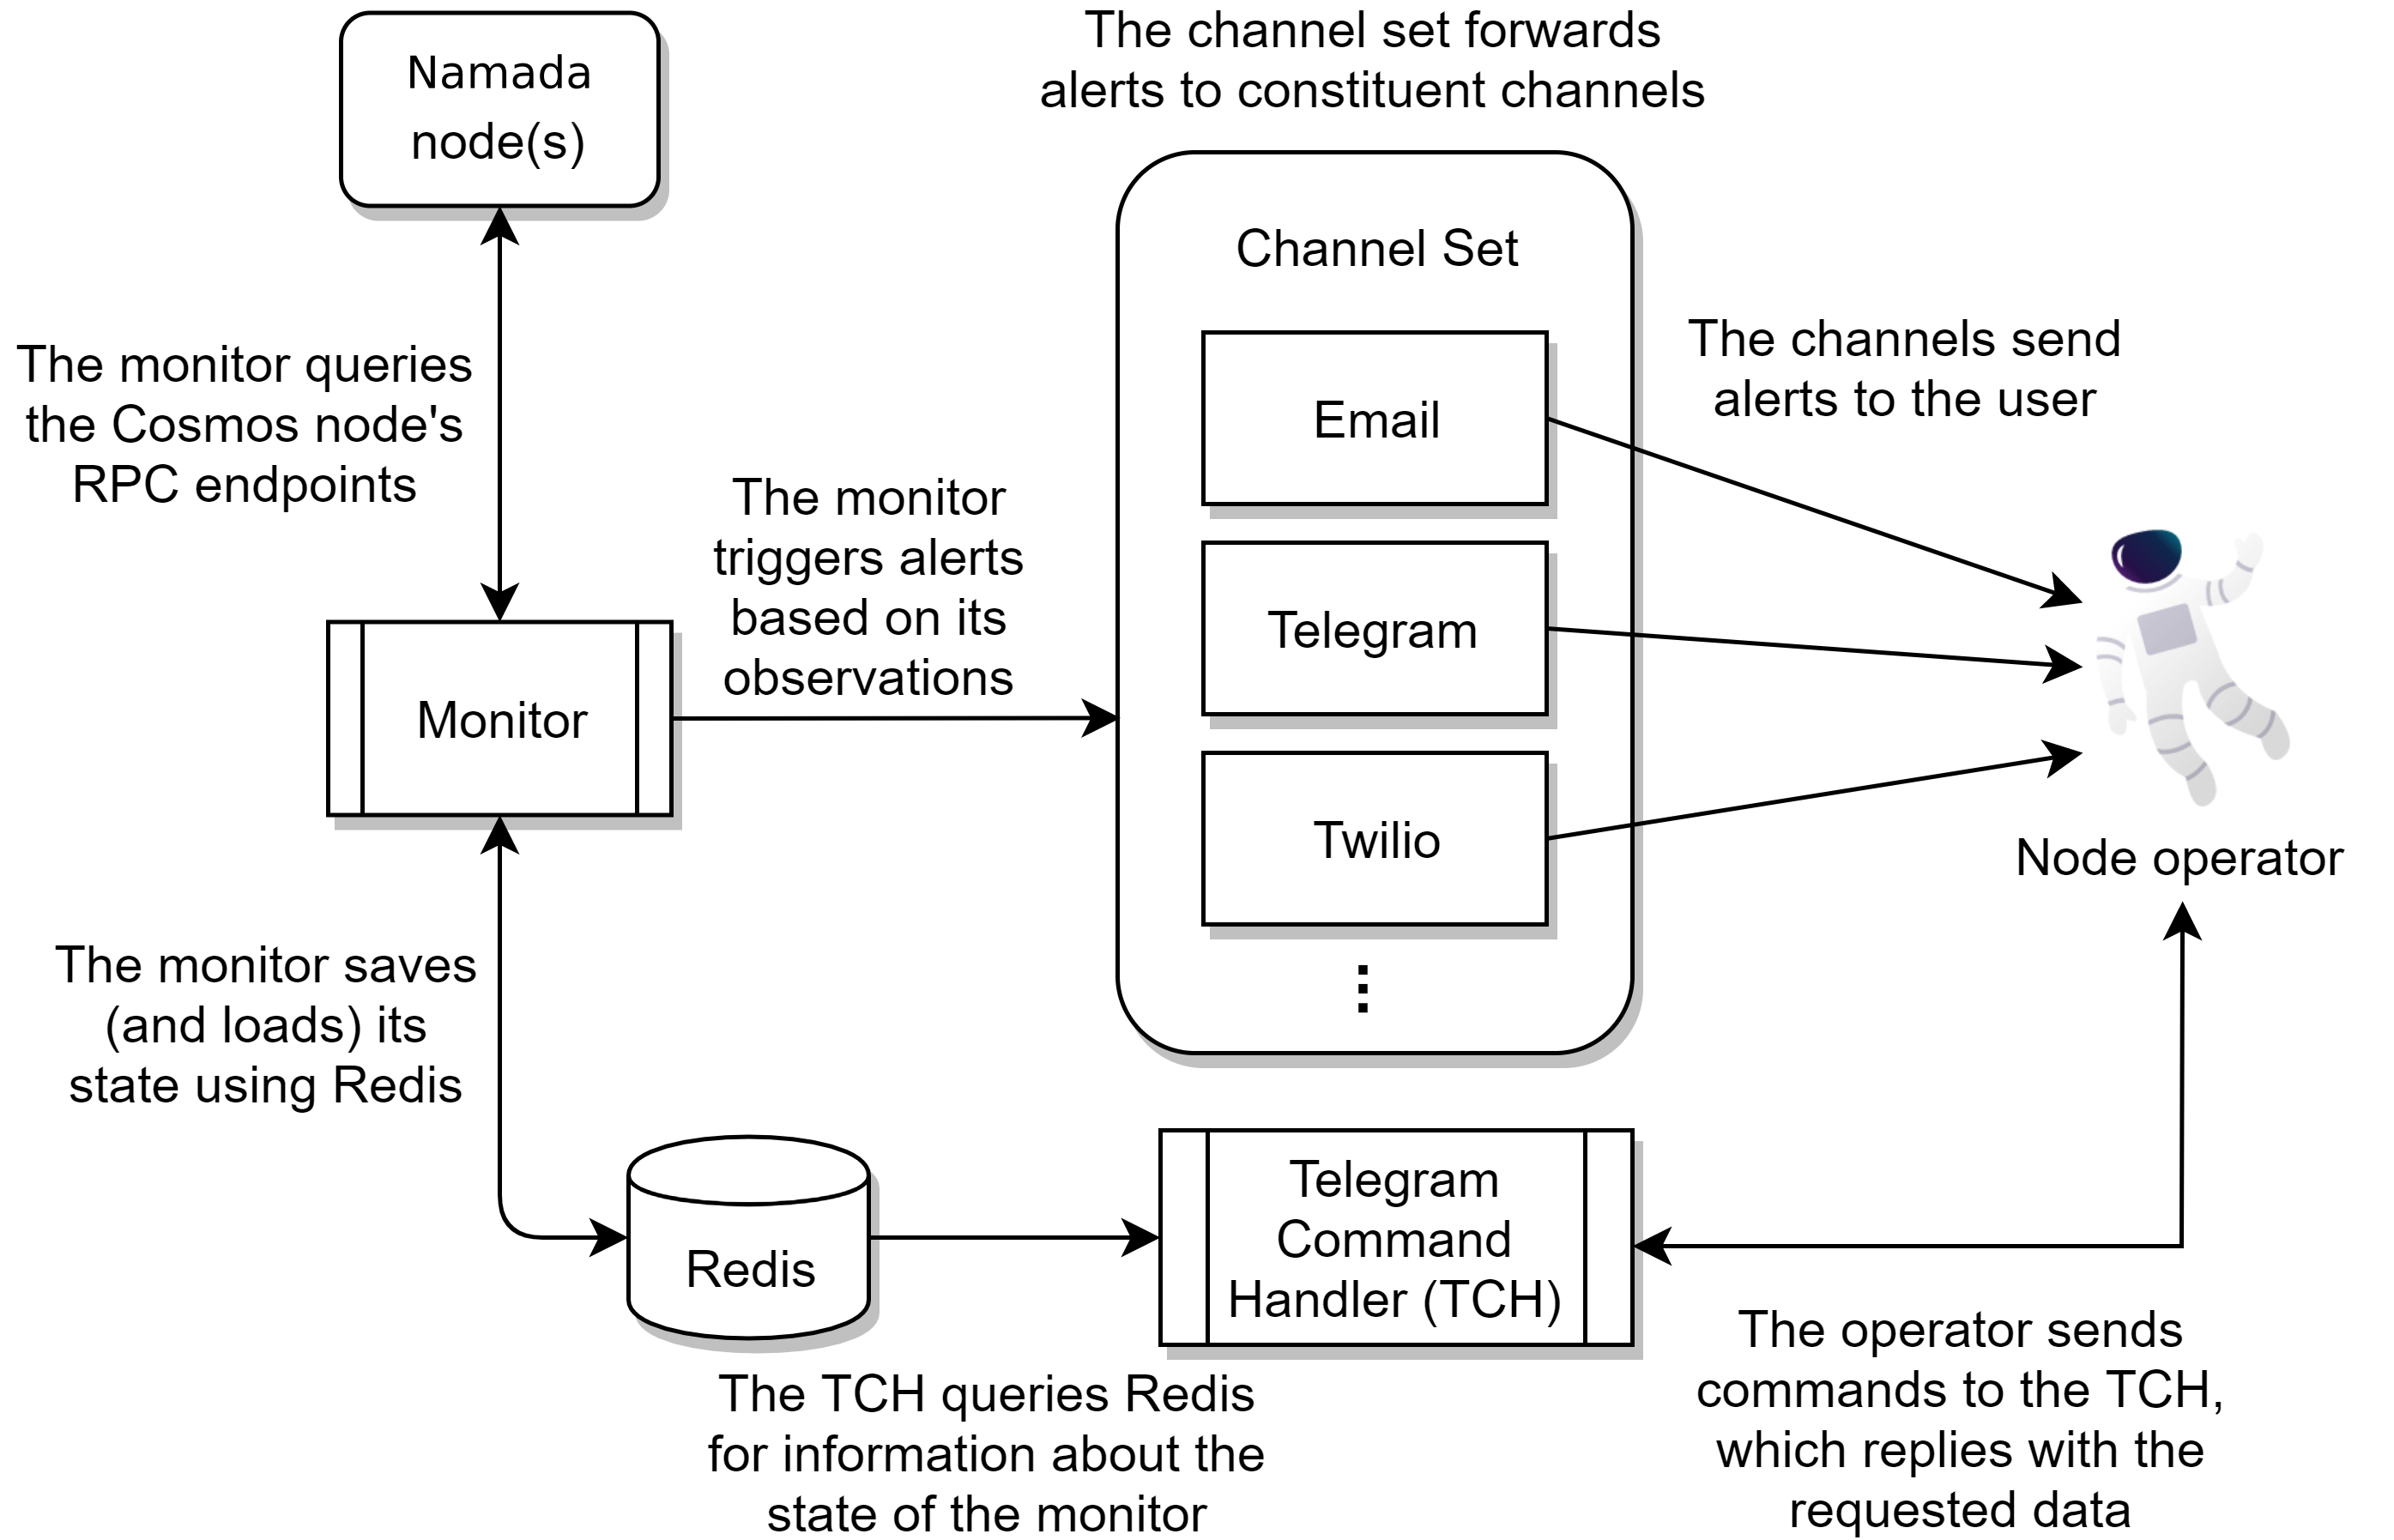 Namada
node(s)
The channel set forwards
alerts to constituent channels
Channel Set
The monitor queries
the Cosmos node's
RPC endpoints
The monitor
triggers alerts
based on its
observations
Email
Telegram
Twilio
⋮
The channels send
alerts to the user
Monitor
Node operator
The monitor saves
(and loads) its
state using Redis
Redis
Telegram
Command
Handler (TCH)
The TCH queries Redis
for information about the
state of the monitor
The operator sends
commands to the TCH,
which replies with the
requested data